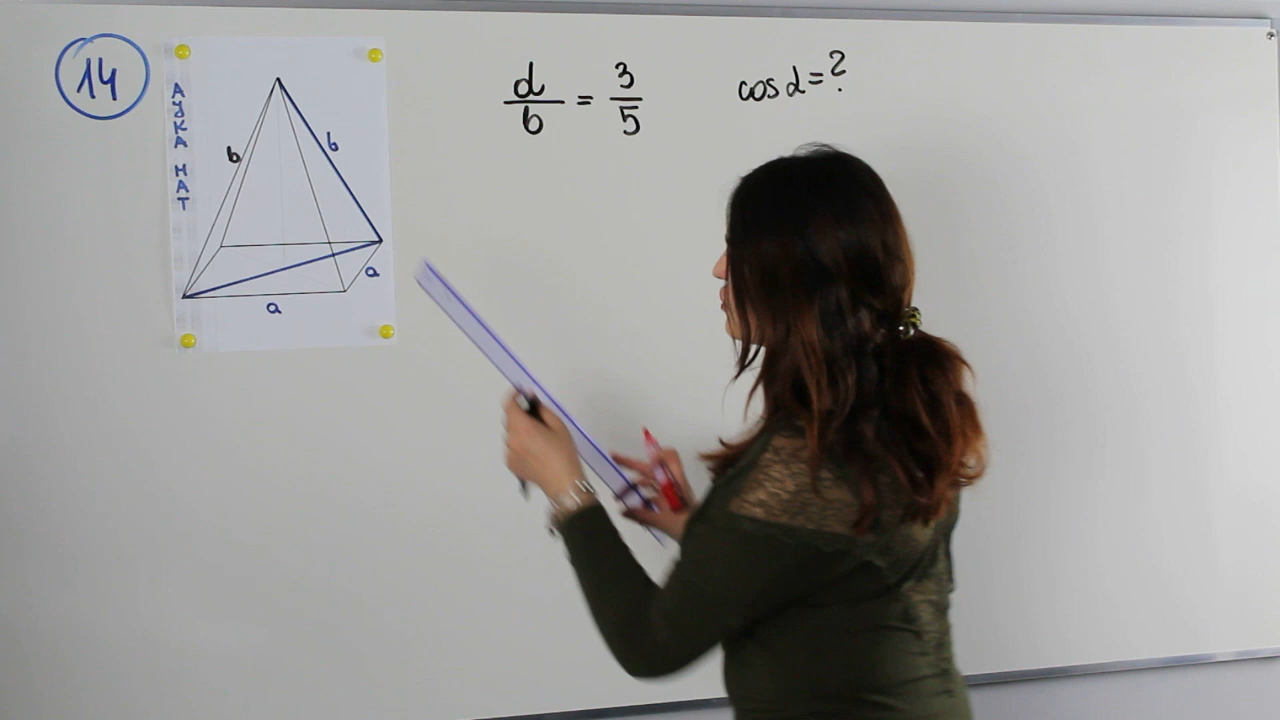 14
АУКА МАТ
b
b
a
a
d/b = 3/5
cos α = ?